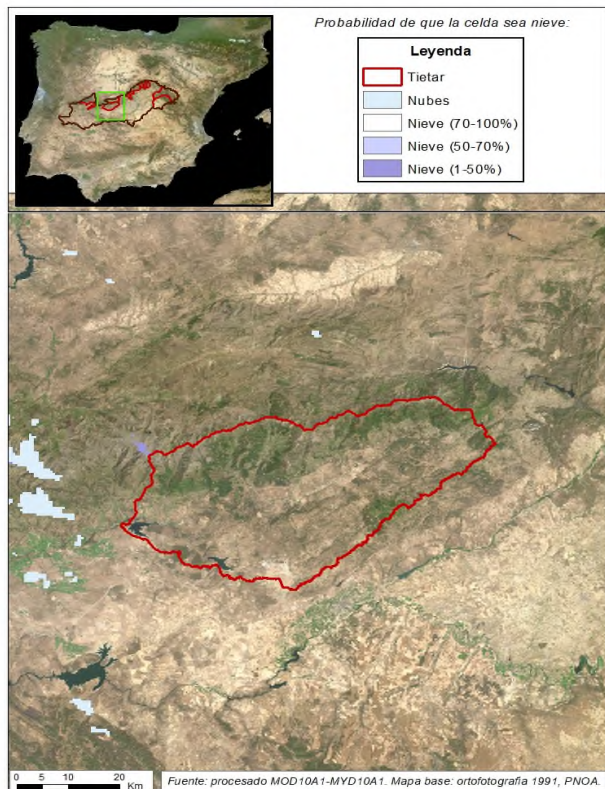 Probabilidad de que la celda sea nieve:
Leyenda
Tietar
Nubes
Nieve (70-100%)
Nieve (50-70%)
Nieve (1-50%)
0 5 10 20
Km
Fuente: procesado MOD10A1-MYD10A1. Mapa base: ortofotografia 1991, PNOA.